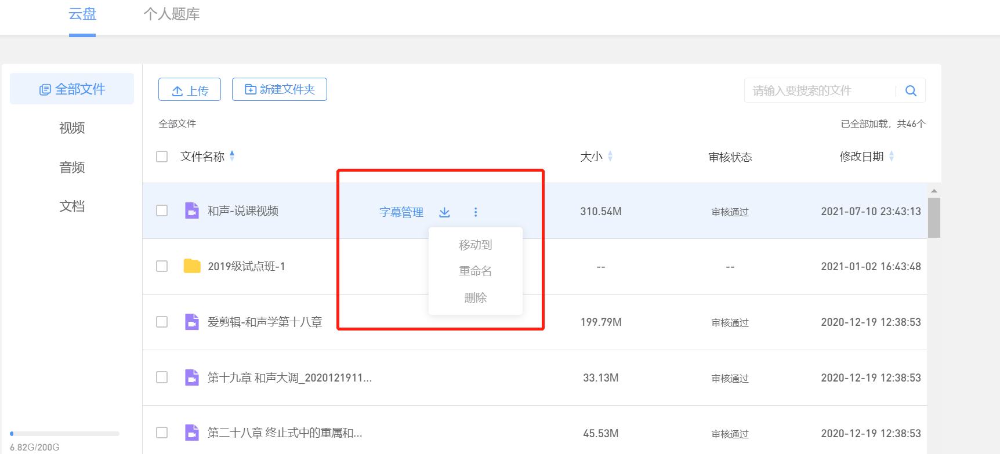 云盘 个人题库
全部文件
视频
音频
文档
6.82G/200G
上传 新建文件夹 请输入要搜索的文件
全部文件 已全部加载，共46个
文件名称 大小 审核状态 修改日期
和声-说课视频 字幕管理 310.54M 审核通过 2021-07-10 23:43:13
移动到
重命名
删除
2019级试点班-1 -- -- 2021-01-02 16:43:48
爱剪辑-和声学第十八章 199.79M 审核通过 2020-12-19 12:38:53
第十九章 和声大调_2020121911... 33.13M 审核通过 2020-12-19 12:38:53
第二十八章 终止式中的重属和... 45.53M 审核通过 2020-12-19 12:38:53